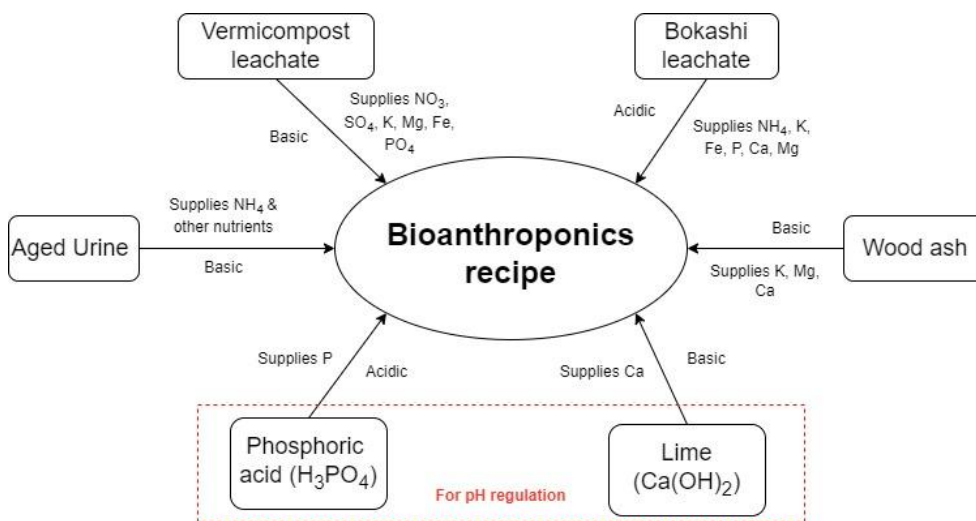 Vermicompost
leachate
Bokashi
leachate
Supplies NO₃,
SO₄, K, Mg, Fe,
PO₄
Basic
Acidic
Supplies NH₄, K,
Fe, P, Ca, Mg
Aged Urine
Supplies NH₄ &
other nutrients
Basic
Bioanthroponics
recipe
Basic
Supplies K, Mg,
Ca
Wood ash
Supplies P
Acidic
Supplies Ca
Basic
Phosphoric
acid (H₃PO₄)
Lime
(Ca(OH)₂)
For pH regulation